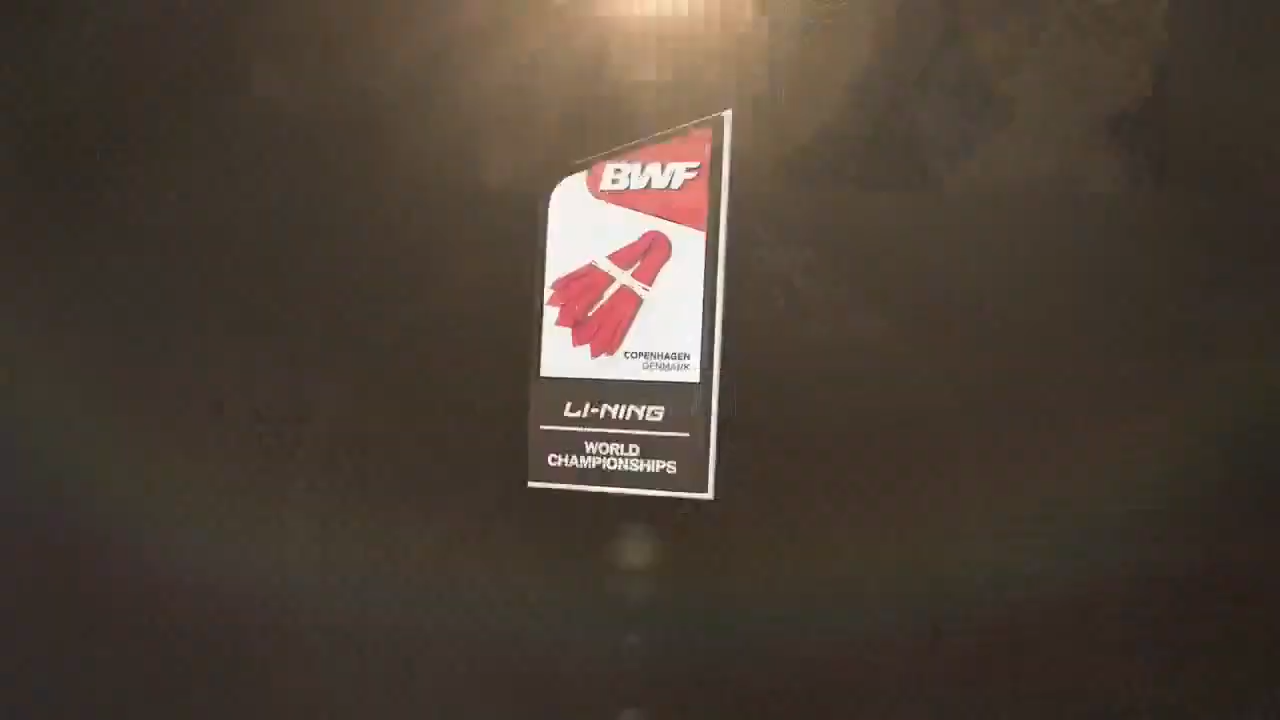 BWF
COPENHAGEN
DENMARK
LI-NING
WORLD
CHAMPIONSHIPS